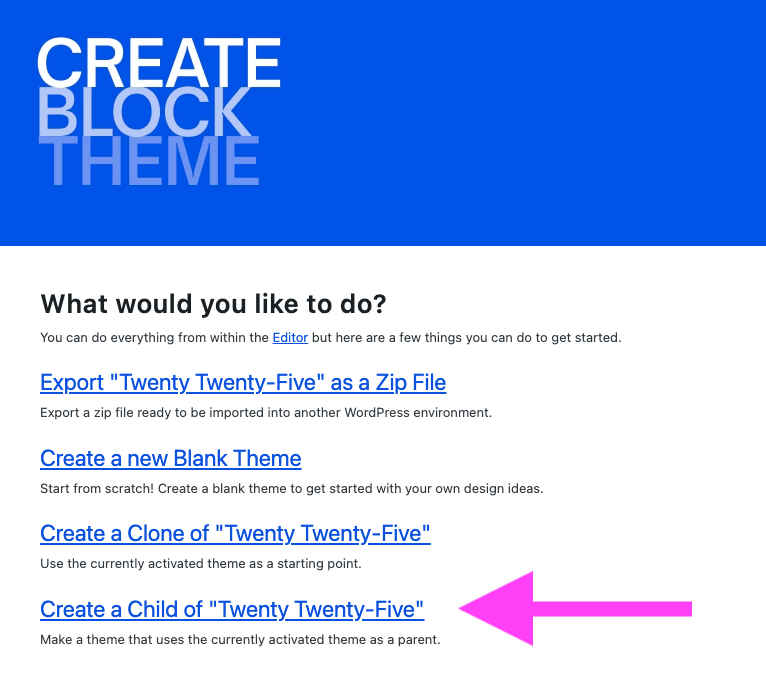 CREATE
BLOCK
THEME
What would you like to do?
You can do everything from within the Editor but here are a few things you can do to get started.
Export "Twenty Twenty-Five" as a Zip File
Export a zip file ready to be imported into another WordPress environment.
Create a new Blank Theme
Start from scratch! Create a blank theme to get started with your own design ideas.
Create a Clone of "Twenty Twenty-Five"
Use the currently activated theme as a starting point.
Create a Child of "Twenty Twenty-Five"
Make a theme that uses the currently activated theme as a parent.